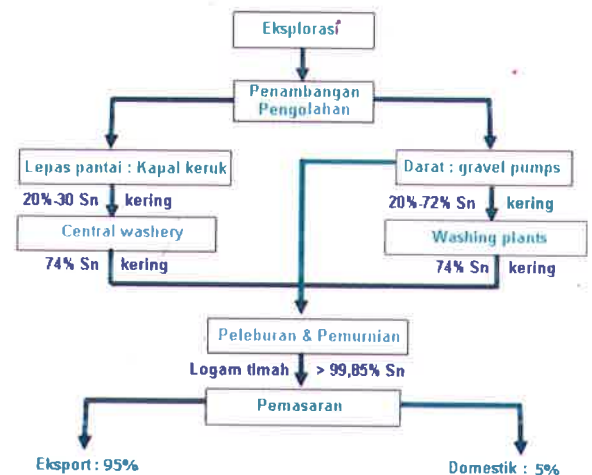 Eksplorasi
Penambangan
Pengolahan
Lepas pantai : Kapal keruk
Darat : gravel pumps
20%-30 Sn kering
20%-72% Sn kering
Central washery
Washing plants
74% Sn kering
74% Sn kering
Peleburan & Pemurnian
Logam timah > 99,85% Sn
Pemasaran
Eksport : 95%
Domestik : 5%